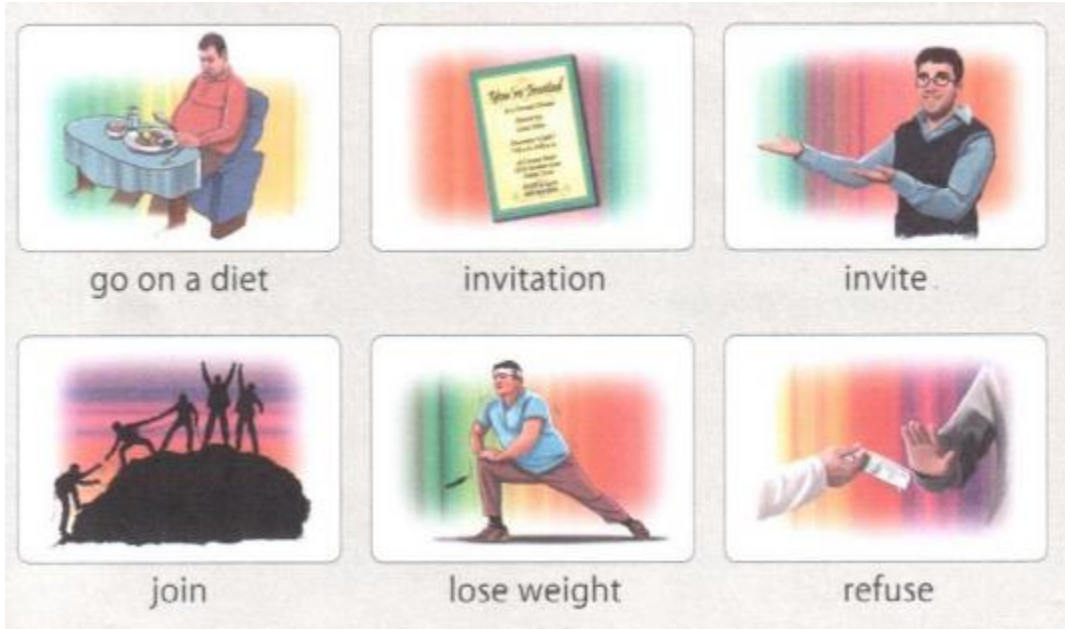 You're Invited
go on a diet
invitation
invite
join
lose weight
refuse